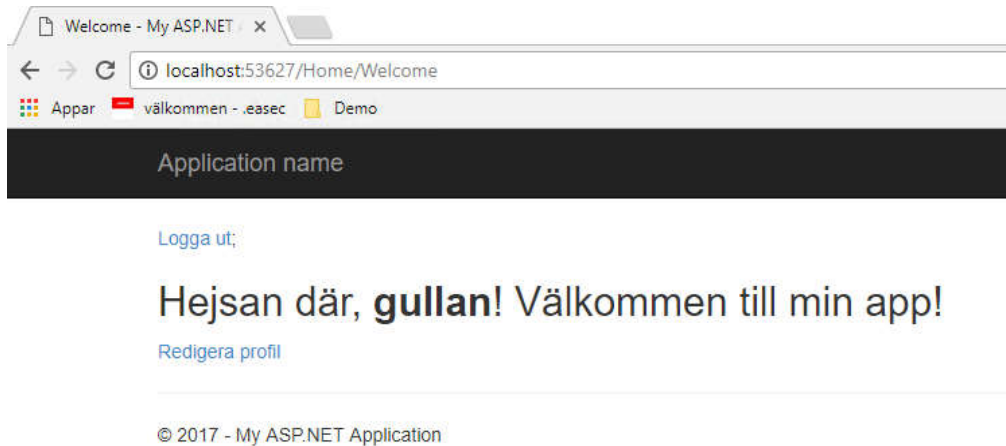 Welcome - My ASP.NET
localhost:53627/Home/Welcome
Appar välkommen - .easec Demo
Application name
Logga ut;
Hejsan där, gullan! Välkommen till min app!
Redigera profil
© 2017 - My ASP.NET Application